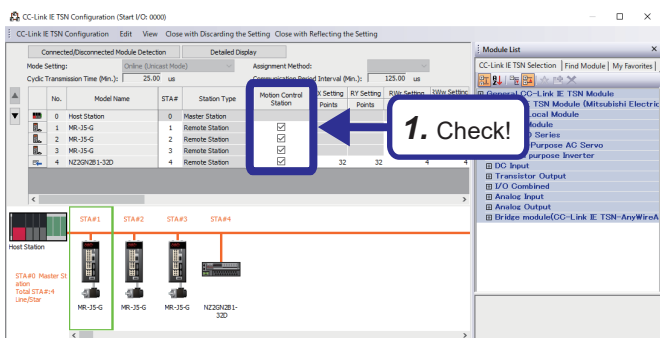 CC-Link IE TSN Configuration (Start I/O: 0000)
CC-Link IE TSN Configuration Edit View Close with Discarding the Setting Close with Reflecting the Setting
Connected/Disconnected Module Detection Detailed Display
Mode Setting: Online (Unicast Mode) Assignment Method:
Cyclic Transmission Time (Min.): 25.00 us Communication Period Interval (Min.): 125.00 us
No. Model Name STA# Station Type Motion Control Station X Setting RY Setting RWr Setting RWw Setting
Points Points
0 Host Station 0 Master Station
1 MR-J5-G 1 Remote Station
2 MR-J5-G 2 Remote Station
3 MR-J5-G 3 Remote Station
4 NZ2GN2B1-32D 4 Remote Station 32 32 4 4
1. Check!
STA#1 STA#2 STA#3 STA#4
Host Station
STA#0 Master St
ation
Total STA#:4
Line/Star
MR-J5-G MR-J5-G MR-J5-G NZ2GN2B1-
32D
Module List
CC-Link IE TSN Selection Find Module My Favorites
General CC-Link IE TSN Module
TSN Module (Mitsubishi Electric
Local Module
Series
Purpose AC Servo
purpose Inverter
DC Input
Transistor Output
I/O Combined
Analog Input
Analog Output
Bridge module(CC-Link IE TSN-AnyWireA